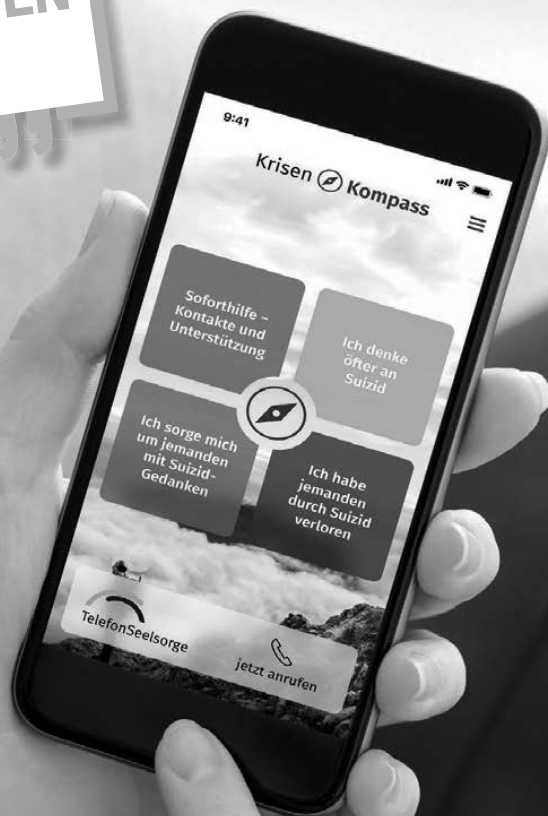 EN
9:41
Krisen Kompass
Soforthilfe –
Kontakte und
Unterstützung
Ich denke
öfter an
Suizid
Ich sorge mich
um jemanden
mit Suizid-
Gedanken
Ich habe
jemanden
durch Suizid
verloren
TelefonSeelsorge
jetzt anrufen